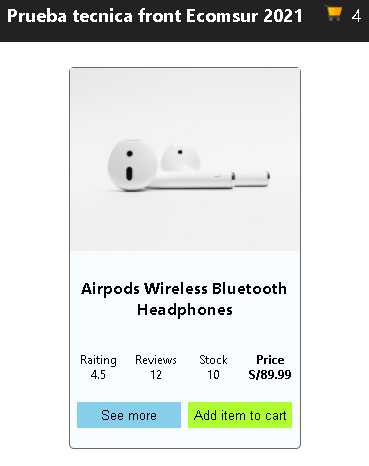 Prueba tecnica front Ecomsur 2021 4
Airpods Wireless Bluetooth
Headphones
Raiting Reviews Stock Price
4.5 12 10 S/89.99
See more Add item to cart